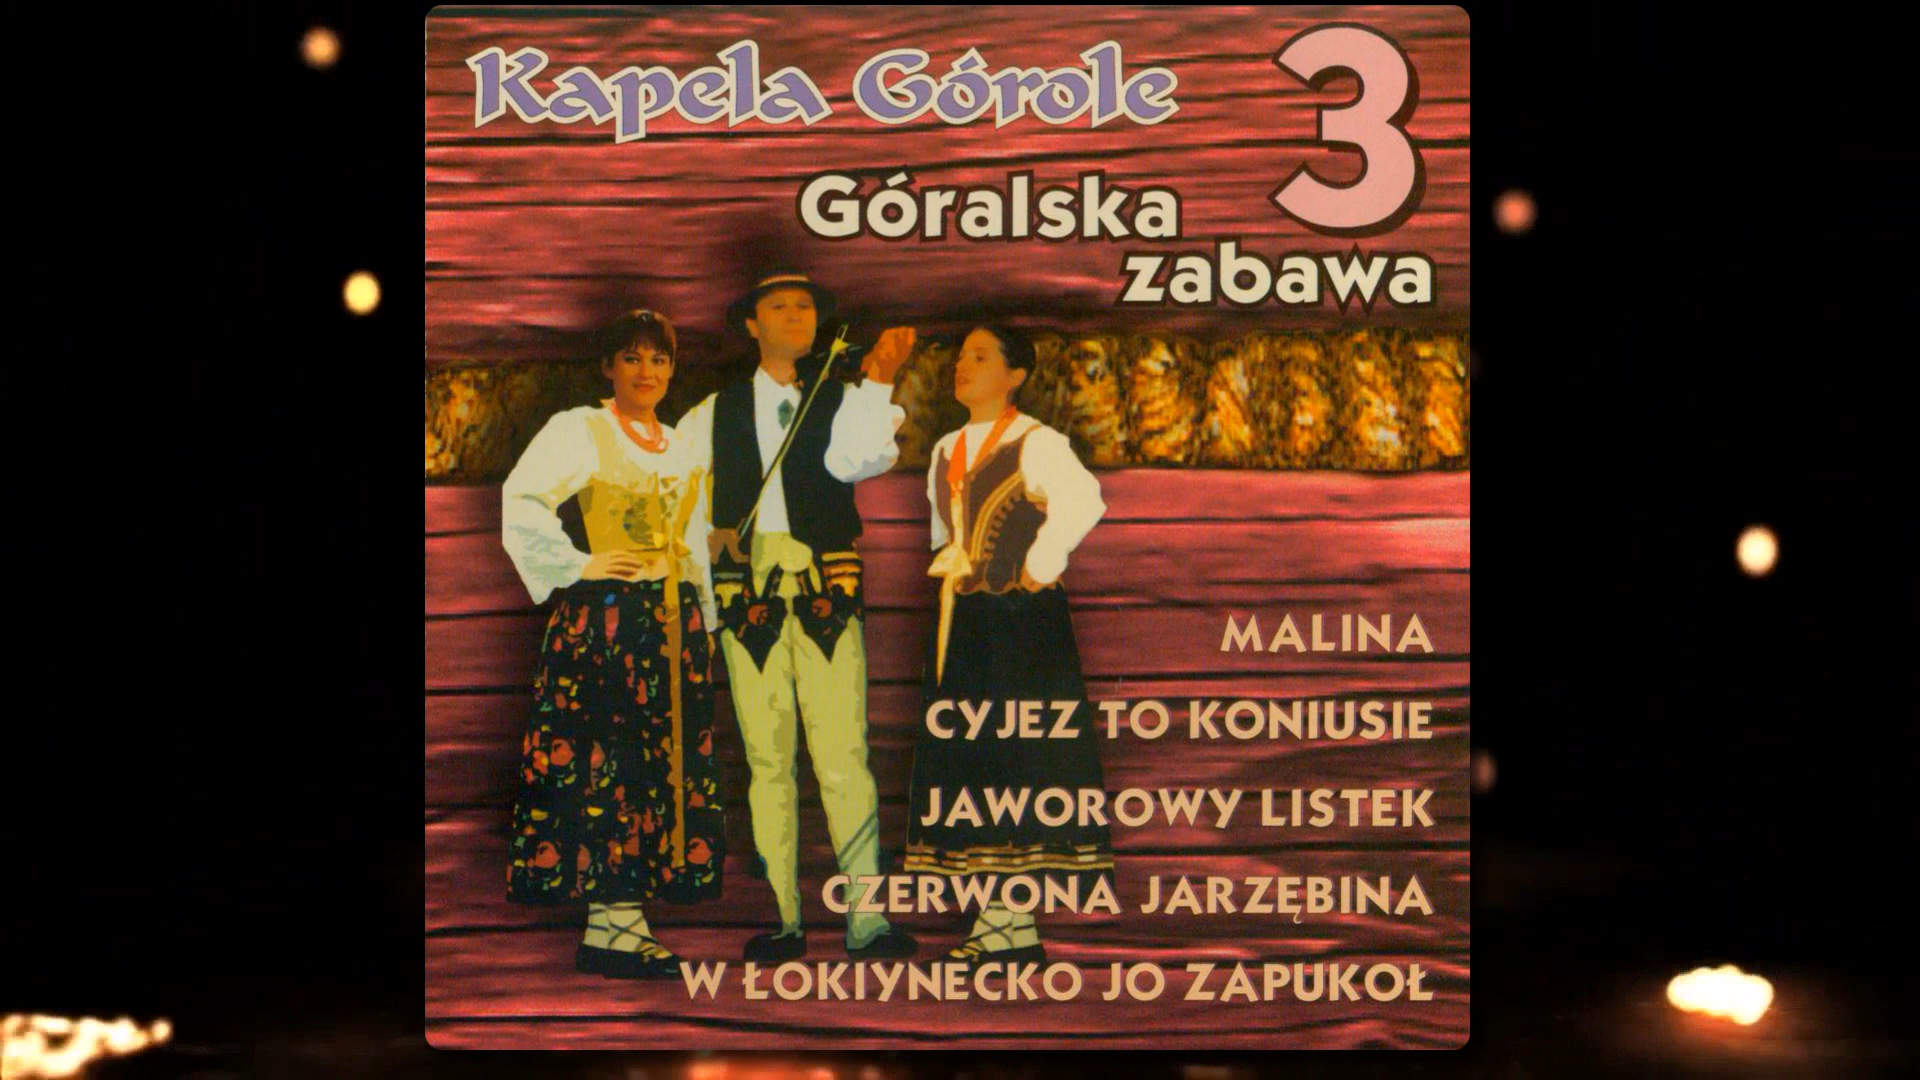 Kapela Górole
3
Góralska
zabawa
MALINA
CYJEZ TO KONIUSIE
JAWOROWY LISTEK
CZERWONA JARZĘBINA
W ŁOKIYNECKO JO ZAPUKOŁ